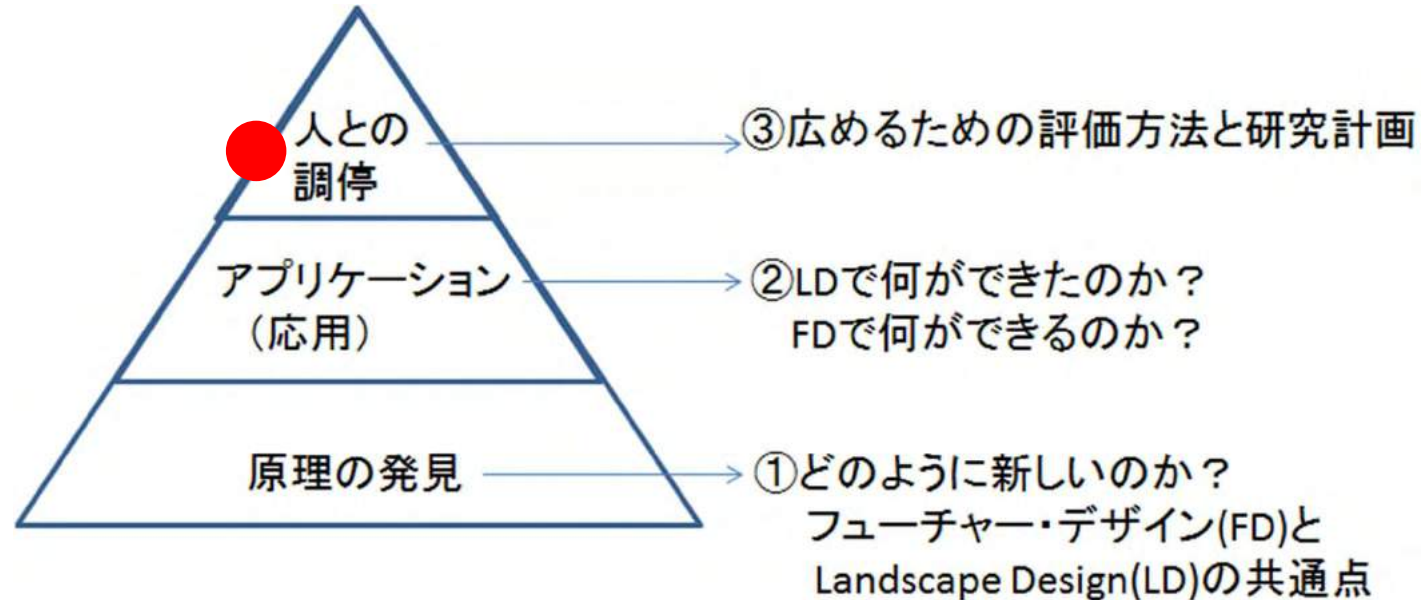 人との
調停
③広めるための評価方法と研究計画
アプリケーション
（応用）
②LDで何ができたのか？
FDで何ができるのか？
原理の発見
①どのように新しいのか？
フューチャー・デザイン(FD)と
Landscape Design(LD)の共通点